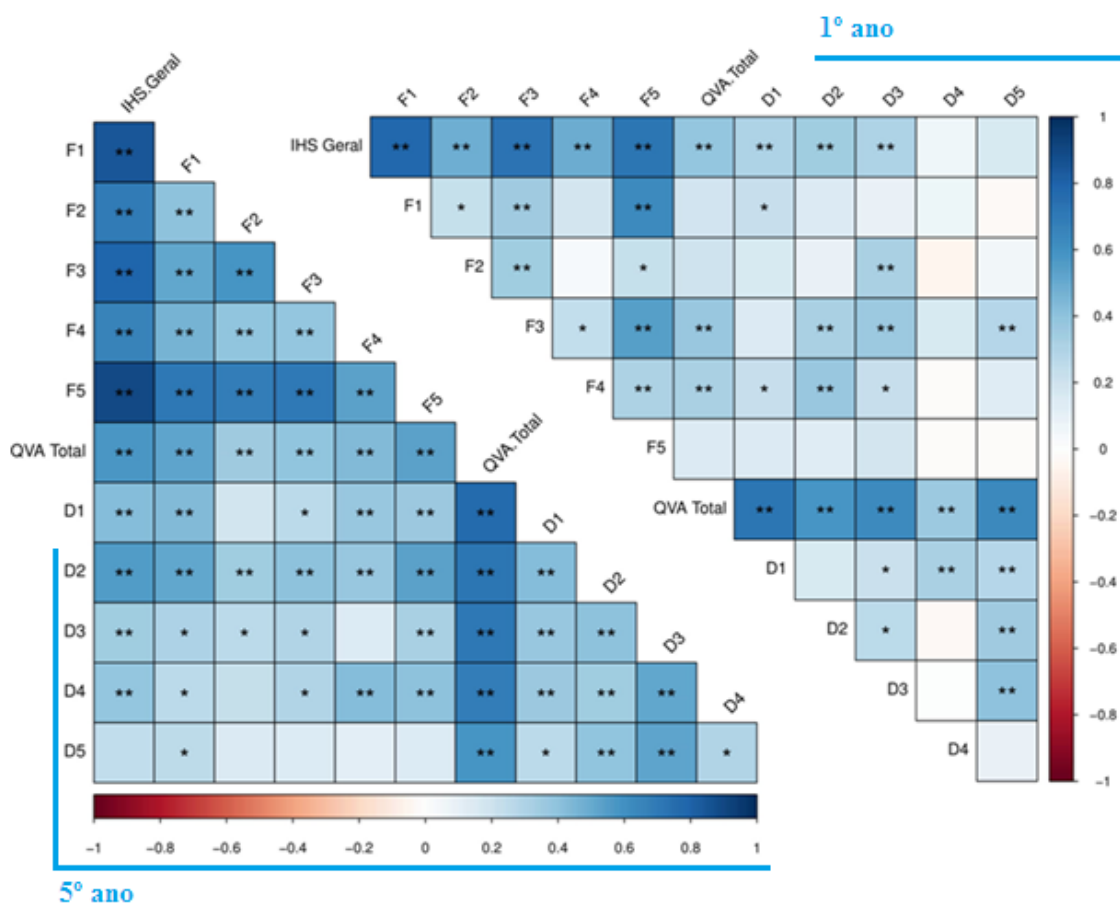 1º ano
IHS.Geral
F1 F2 F3 F4 F5 QVA.Total D1 D2 D3 D4 D5
IHS Geral ** ** ** ** ** ** ** ** **
F1 * ** ** *
F2 ** * **
F3 * ** ** ** ** **
F4 ** ** * ** *
F5
QVA Total ** ** ** ** **
D1 * ** **
D2 * **
D3 **
D4
1
0.8
0.6
0.4
0.2
0
−0.2
−0.4
−0.6
−0.8
−1
F1 ** F1
F2 ** ** F2
F3 ** ** ** F3
F4 ** ** ** ** F4
F5 ** ** ** ** ** F5
QVA Total ** ** ** ** ** ** QVA.Total
D1 ** ** * ** ** ** D1
D2 ** ** ** ** ** ** ** ** D2
D3 ** * * * ** ** ** ** D3
D4 ** * * ** ** ** ** ** ** D4
D5 * ** * ** ** *
−1 −0.8 −0.6 −0.4 −0.2 0 0.2 0.4 0.6 0.8 1
5º ano